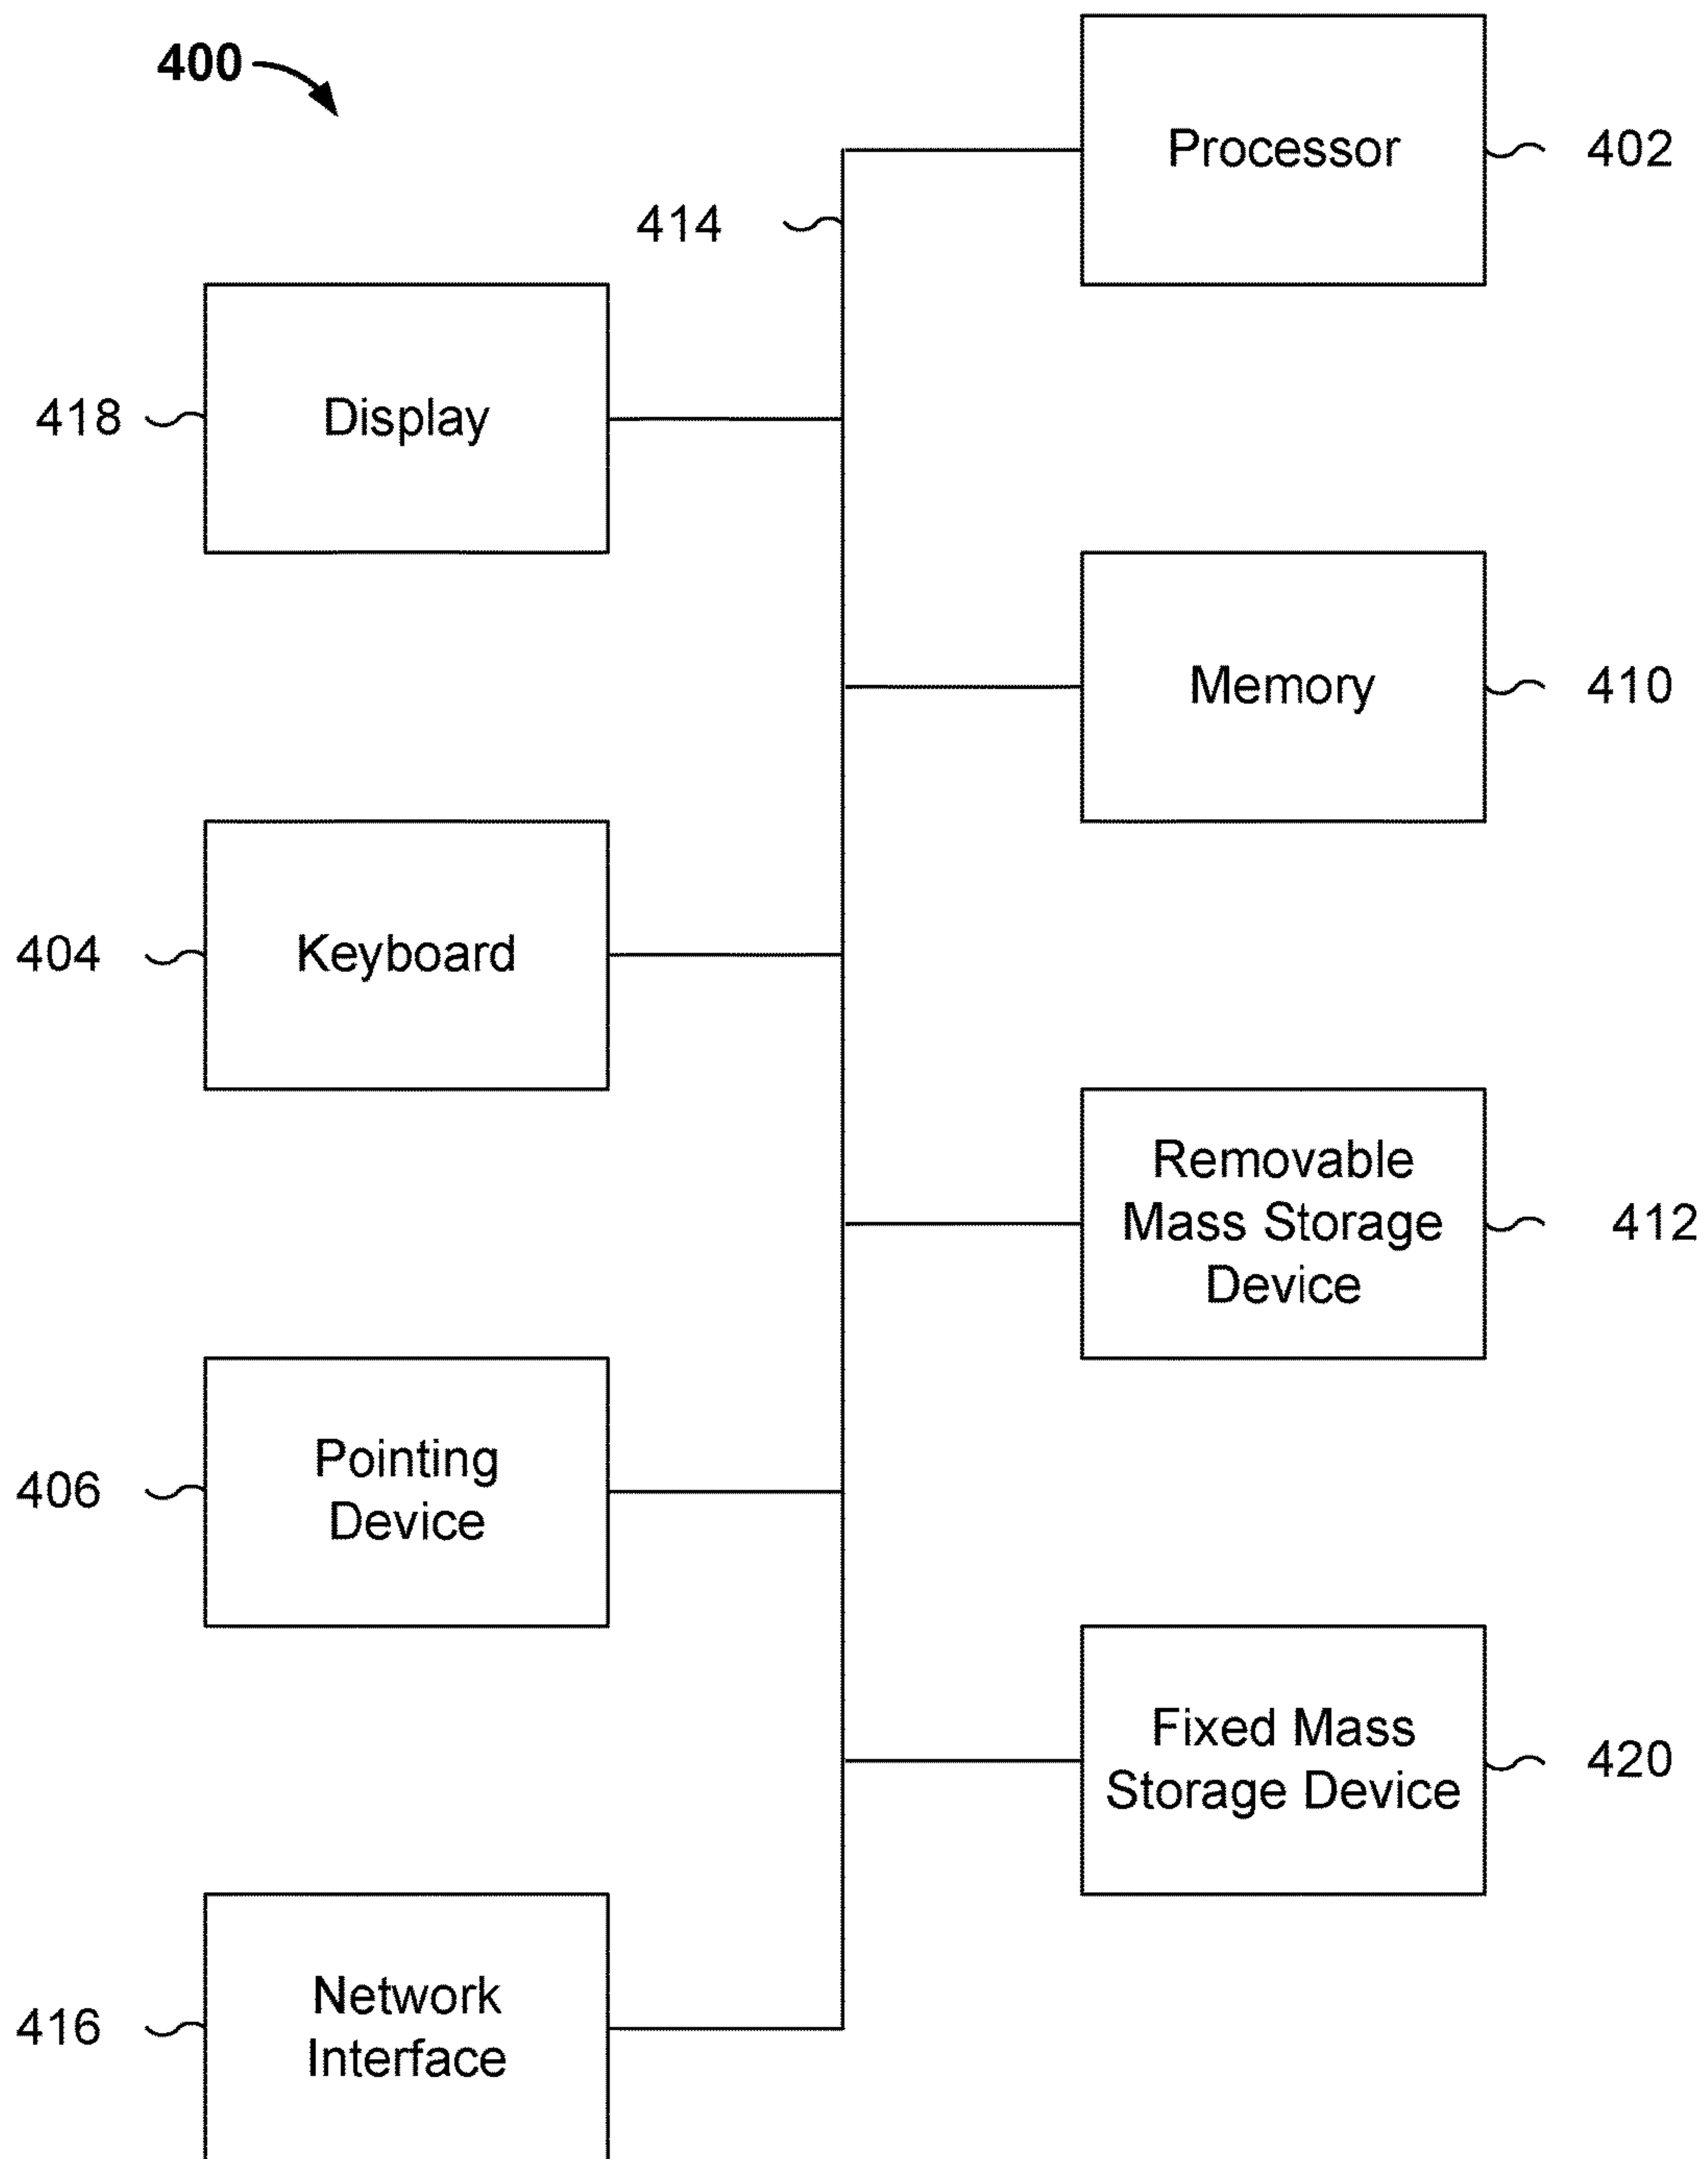 400
Processor
402
414
418
Display
Memory
410
404
Keyboard
Removable
Mass Storage
Device
412
406
Pointing
Device
Fixed Mass
Storage Device
420
416
Network
Interface